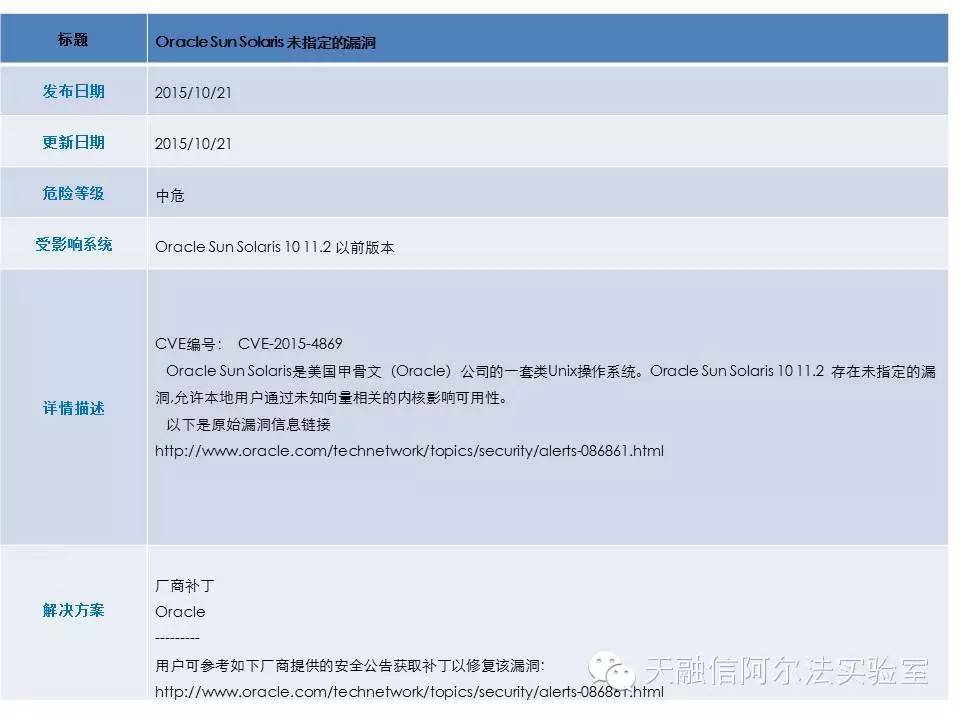 标题
Oracle Sun Solaris 未指定的漏洞
发布日期
2015/10/21
更新日期
2015/10/21
危险等级
中危
受影响系统
Oracle Sun Solaris 10 11.2 以前版本
详情描述
CVE编号： CVE-2015-4869
Oracle Sun Solaris是美国甲骨文（Oracle）公司的一套类Unix操作系统。Oracle Sun Solaris 10 11.2 存在未指定的漏
洞,允许本地用户通过未知向量相关的内核影响可用性。
以下是原始漏洞信息链接
http://www.oracle.com/technetwork/topics/security/alerts-086861.html
解决方案
厂商补丁
Oracle
---------
用户可参考如下厂商提供的安全公告获取补丁以修复该漏洞：
http://www.oracle.com/technetwork/topics/security/alerts-086861.html
天融信阿尔法实验室